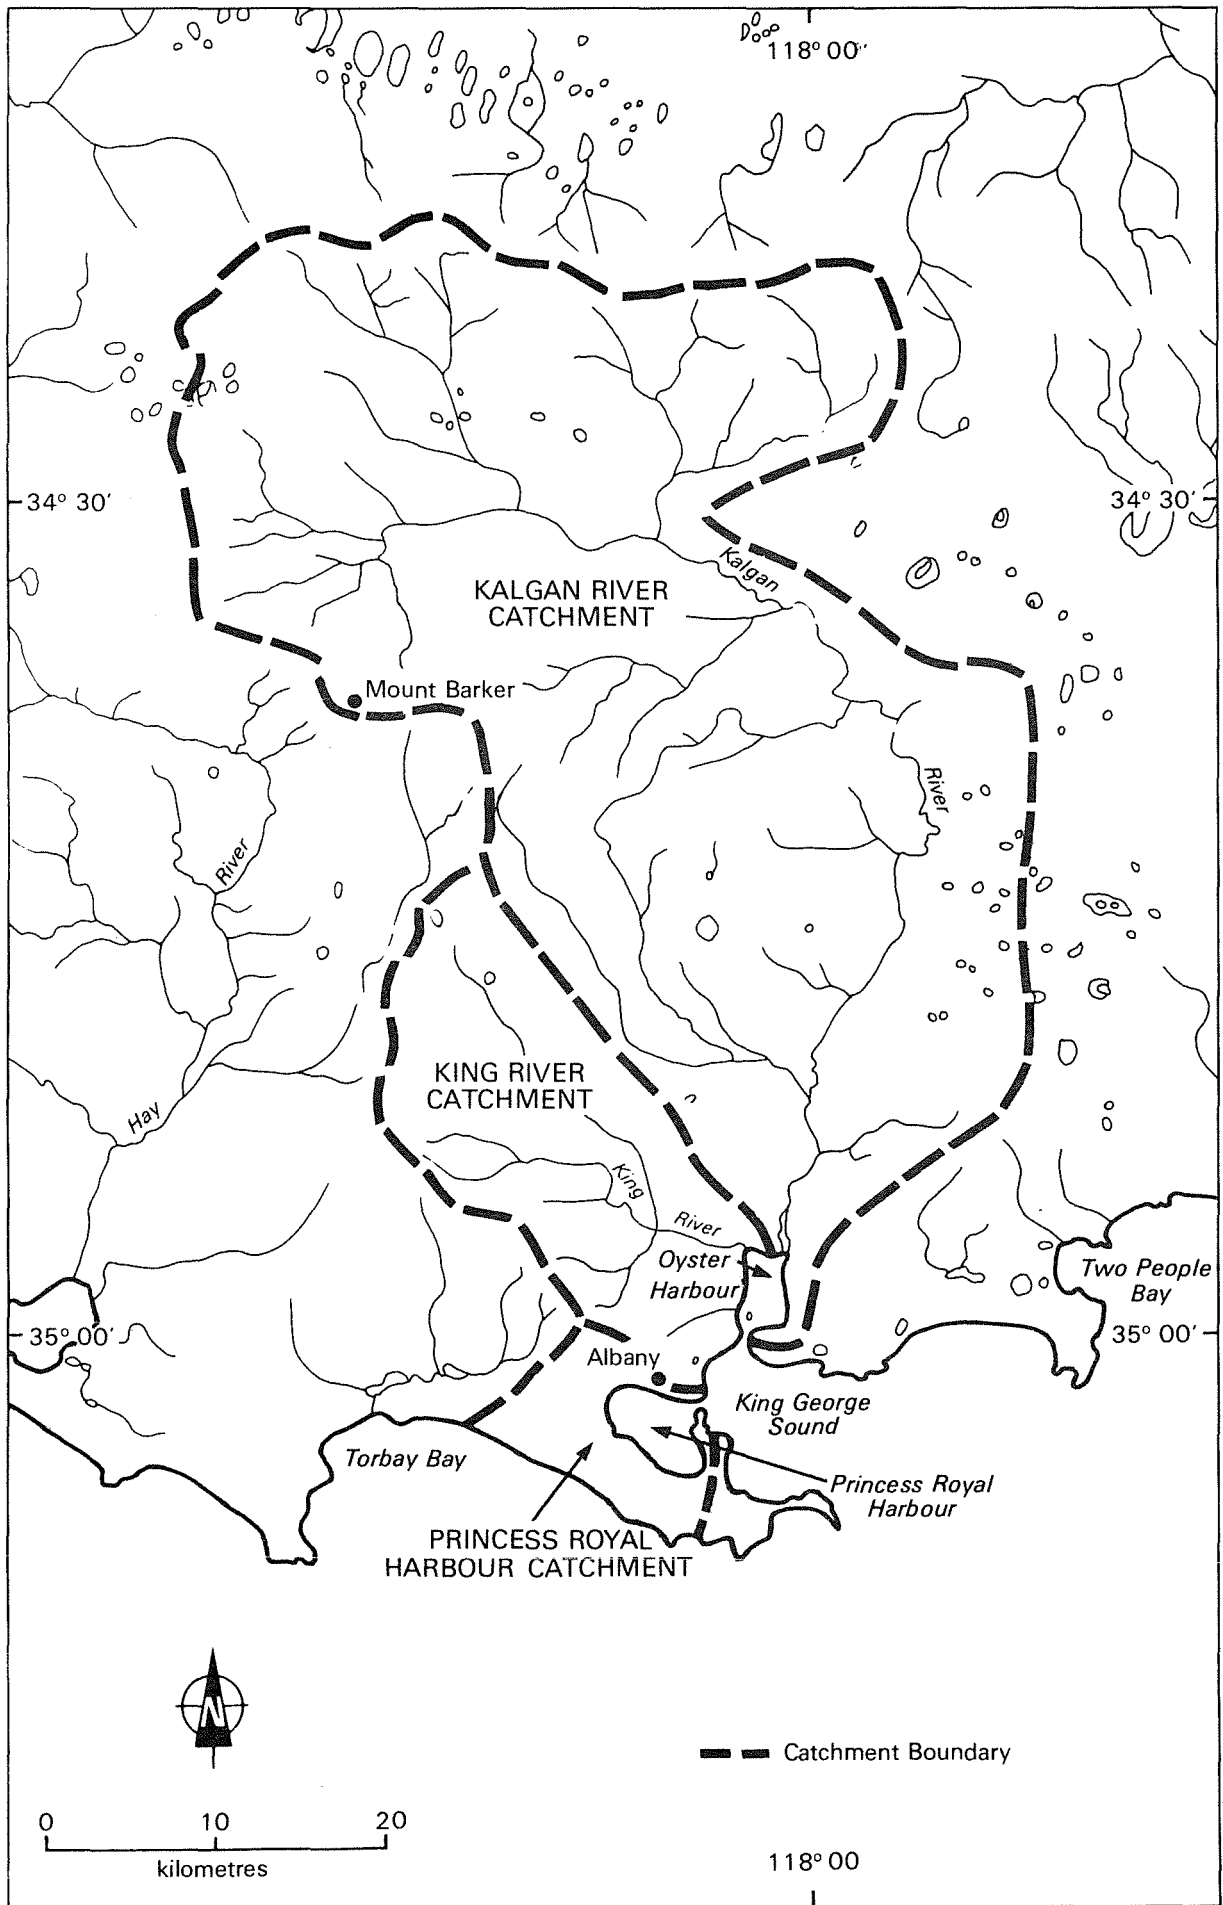 118° 00'
34° 30'
34° 30'
Kalgan
KALGAN RIVER
CATCHMENT
Mount Barker
River
River
KING RIVER
CATCHMENT
Hay
King
River
Oyster
Harbour
Two People
Bay
35° 00'
35° 00'
Albany
King George
Sound
Torbay Bay
Princess Royal
Harbour
PRINCESS ROYAL
HARBOUR CATCHMENT
N
Catchment Boundary
0 10 20
kilometres
118° 00